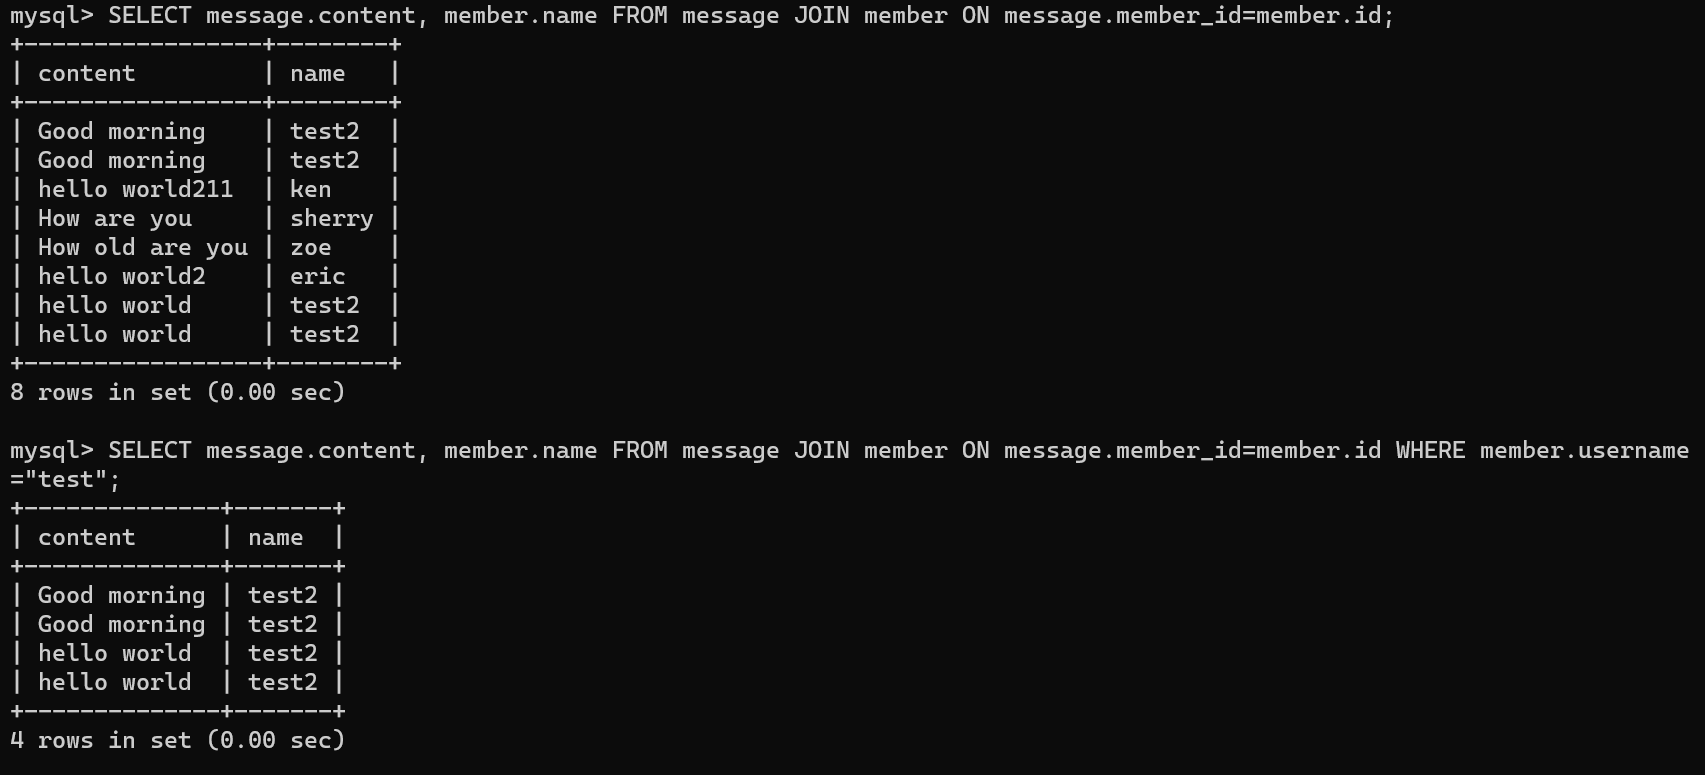 mysql> SELECT message.content, member.name FROM message JOIN member ON message.member_id=member.id;
+-----------------+--------+
| content         | name   |
+-----------------+--------+
| Good morning    | test2  |
| Good morning    | test2  |
| hello world211  | ken    |
| How are you     | sherry |
| How old are you | zoe    |
| hello world2    | eric   |
| hello world     | test2  |
| hello world     | test2  |
+-----------------+--------+
8 rows in set (0.00 sec)

mysql> SELECT message.content, member.name FROM message JOIN member ON message.member_id=member.id WHERE member.username
="test";
+--------------+-------+
| content      | name  |
+--------------+-------+
| Good morning | test2 |
| Good morning | test2 |
| hello world  | test2 |
| hello world  | test2 |
+--------------+-------+
4 rows in set (0.00 sec)